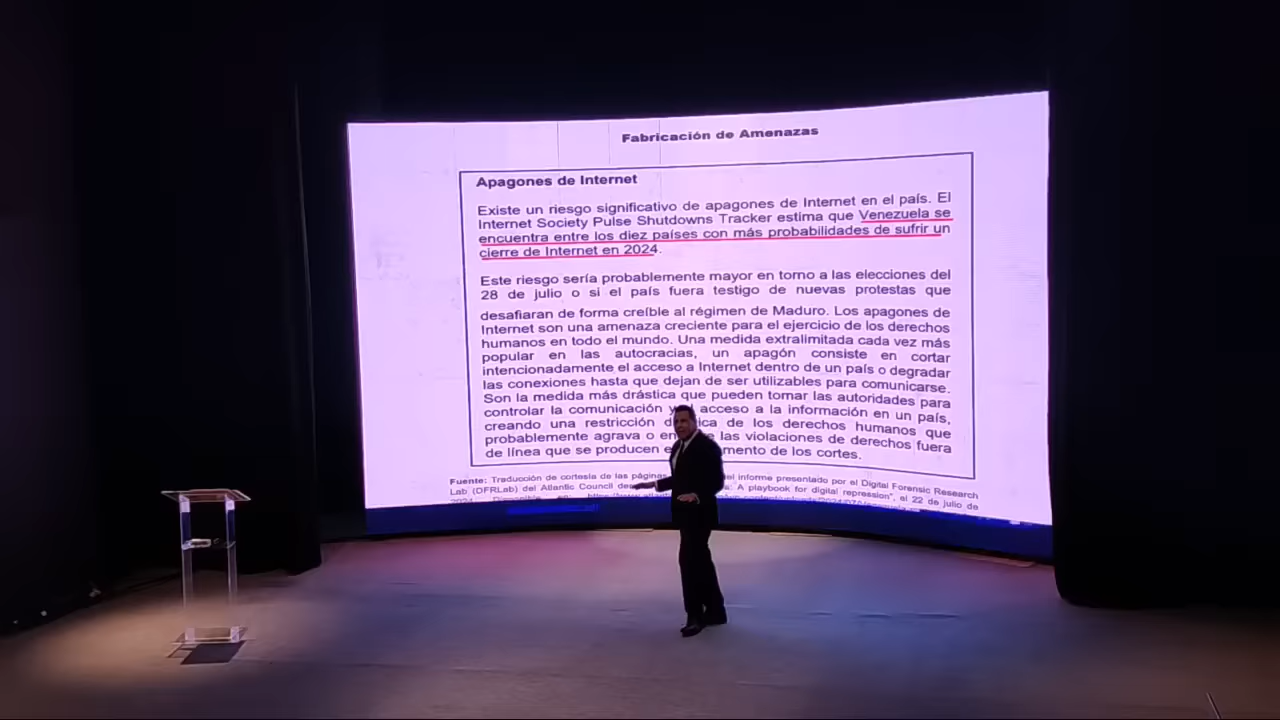 Fabricación de Amenazas
Apagones de Internet
Existe un riesgo significativo de apagones de Internet en el país. El
Internet Society Pulse Shutdowns Tracker estima que Venezuela se
encuentra entre los diez países con más probabilidades de sufrir un
cierre de Internet en 2024.
Este riesgo sería probablemente mayor en torno a las elecciones del
28 de julio o si el país fuera testigo de nuevas protestas que
desafiaran de forma creíble al régimen de Maduro. Los apagones de
Internet son una amenaza creciente para el ejercicio de los derechos
humanos en todo el mundo. Una medida extralimitada cada vez más
popular en las autocracias, un apagón consiste en cortar
intencionadamente el acceso a Internet dentro de un país o degradar
las conexiones hasta que dejan de ser utilizables para comunicarse.
Son la medida más drástica que pueden tomar las autoridades para
controlar la comunicación y acceso a la información en un país,
creando una restricción de los derechos humanos que
probablemente agrava o las violaciones de derechos fuera
de línea que se producen de los cortes.
Fuente: Traducción de cortesía de las páginas informe presentado por el Digital Forensic Research
Lab (DFRLab) del Atlantic Council : A playbook for digital repression", el 22 de julio de